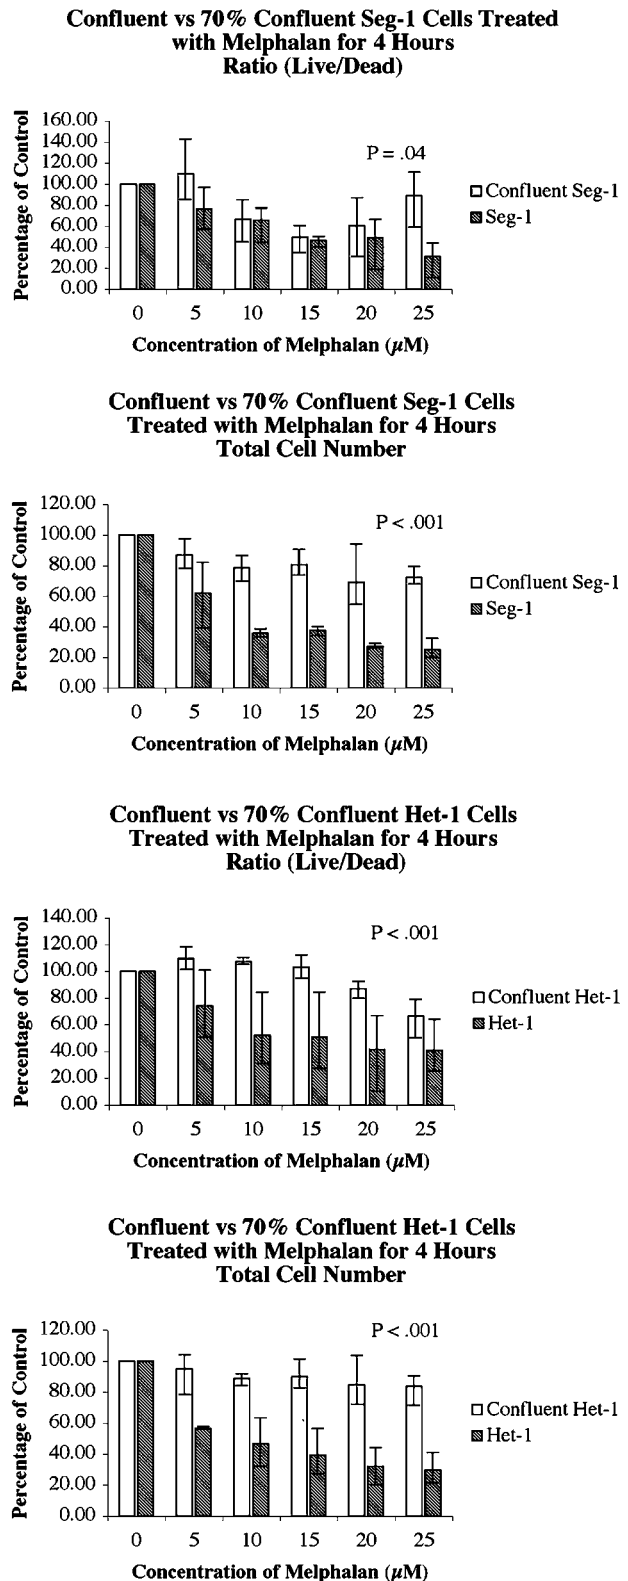 Confluent vs 70% Confluent Seg-1 Cells Treated
with Melphalan for 4 Hours
Ratio (Live/Dead)
Percentage of Control
160.00
140.00
120.00
100.00
80.00
60.00
40.00
20.00
0.00
P = .04
Confluent Seg-1
Seg-1
0 5 10 15 20 25
Concentration of Melphalan (µM)
Confluent vs 70% Confluent Seg-1 Cells
Treated with Melphalan for 4 Hours
Total Cell Number
Percentage of Control
120.00
100.00
80.00
60.00
40.00
20.00
0.00
P < .001
Confluent Seg-1
Seg-1
0 5 10 15 20 25
Concentration of Melphalan (µM)
Confluent vs 70% Confluent Het-1 Cells
Treated with Melphalan for 4 Hours
Ratio (Live/Dead)
Percentage of Control
140.00
120.00
100.00
80.00
60.00
40.00
20.00
0.00
P < .001
Confluent Het-1
Het-1
0 5 10 15 20 25
Concentration of Melphalan (µM)
Confluent vs 70% Confluent Het-1 Cells
Treated with Melphalan for 4 Hours
Total Cell Number
Percentage of Control
120.00
100.00
80.00
60.00
40.00
20.00
0.00
P < .001
Confluent Het-1
Het-1
0 5 10 15 20 25
Concentration of Melphalan (µM)